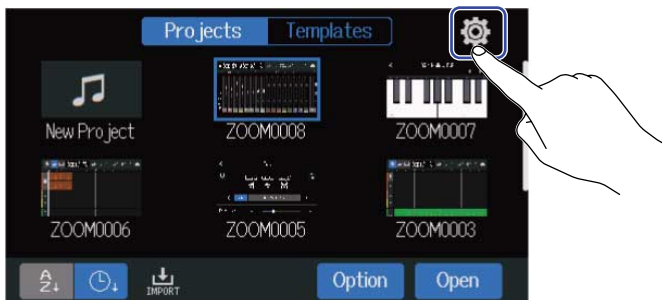 Projects Templates
New Project ZOOM0008 ZOOM0007
ZOOM0006 ZOOM0005 ZOOM0003
A
Z↓ IMPORT Option Open